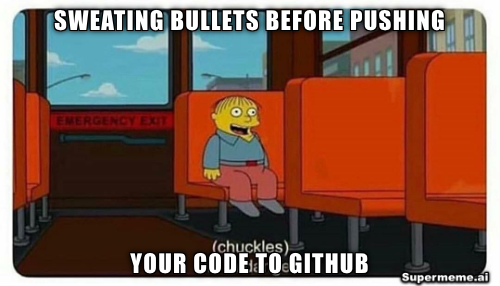 SWEATING BULLETS BEFORE PUSHING
EMERGENCY EXIT
(chuckles)
YOUR CODE TO GITHUB
Supermeme.ai